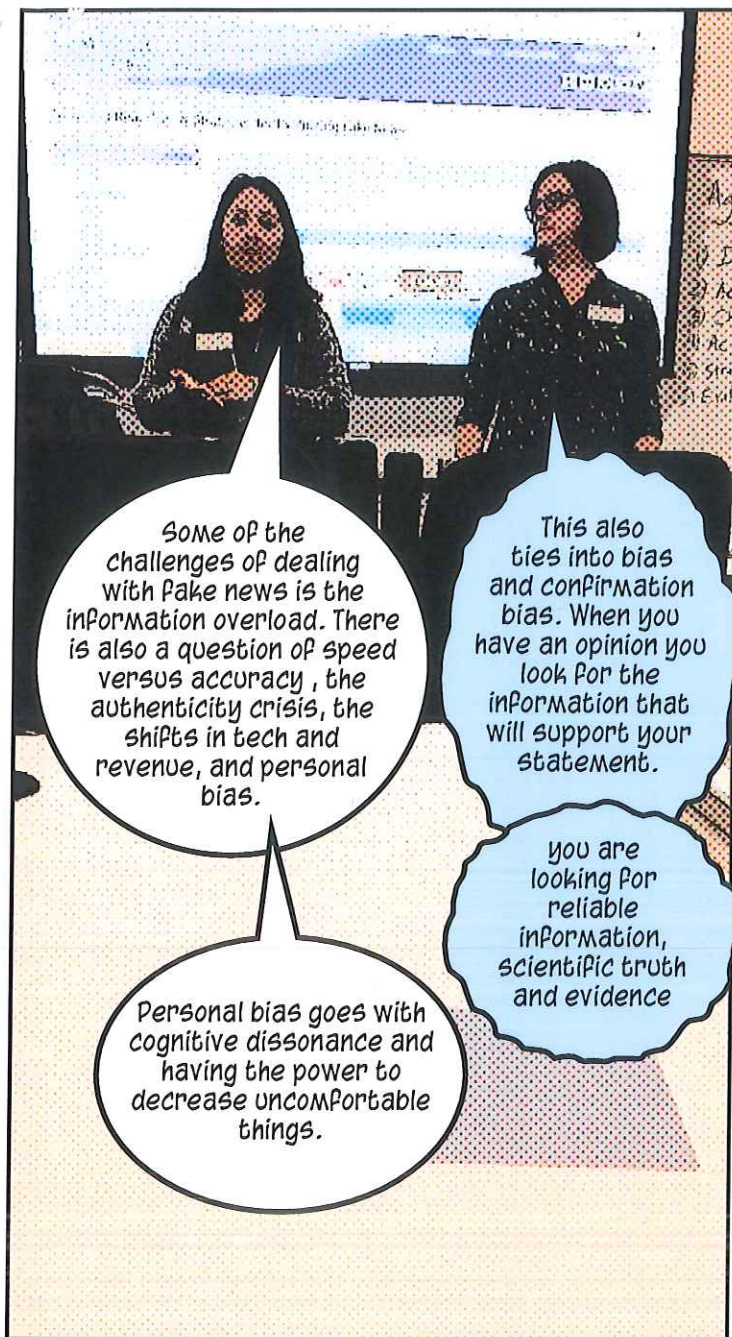 Ag
Some of the
challenges of dealing
with fake news is the
information overload. There
is also a question of speed
versus accuracy , the
authenticity crisis, the
shifts in tech and
revenue, and personal
bias.
Personal bias goes with
cognitive dissonance and
having the power to
decrease uncomfortable
things.
This also
ties into bias
and confirmation
bias. When you
have an opinion you
look for the
information that
will support your
statement.
you are
looking for
reliable
information,
scientific truth
and evidence